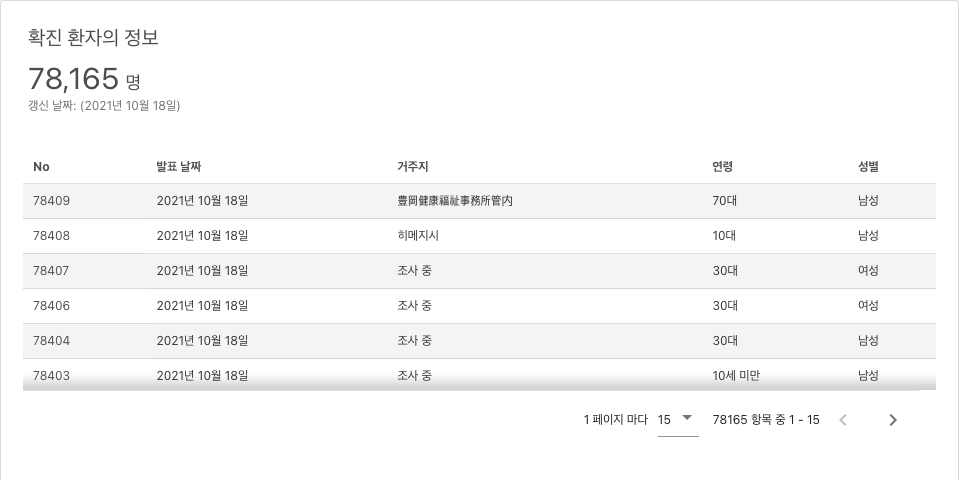 확진 환자의 정보
78,165 명
갱신 날짜: (2021년 10월 18일)
No 발표 날짜 거주지 연령 성별
78409 2021년 10월 18일 豊岡健康福祉事務所管内 70대 남성
78408 2021년 10월 18일 히메지시 10대 남성
78407 2021년 10월 18일 조사 중 30대 여성
78406 2021년 10월 18일 조사 중 30대 여성
78404 2021년 10월 18일 조사 중 30대 남성
78403 2021년 10월 18일 조사 중 10세 미만 남성
1 페이지 마다 15 78165 항목 중 1 - 15